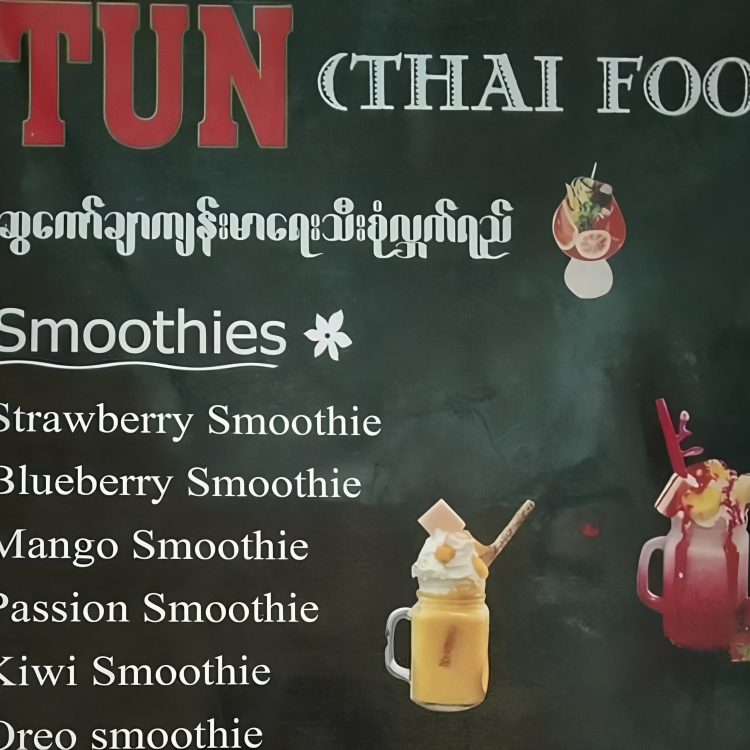 TUN (THAI FOO
ဆွကော်ချာကျန်းမာရေးသီးစုံလျှက်ရည်
Smoothies
Strawberry Smoothie
Blueberry Smoothie
Mango Smoothie
Passion Smoothie
Kiwi Smoothie
Oreo smoothie